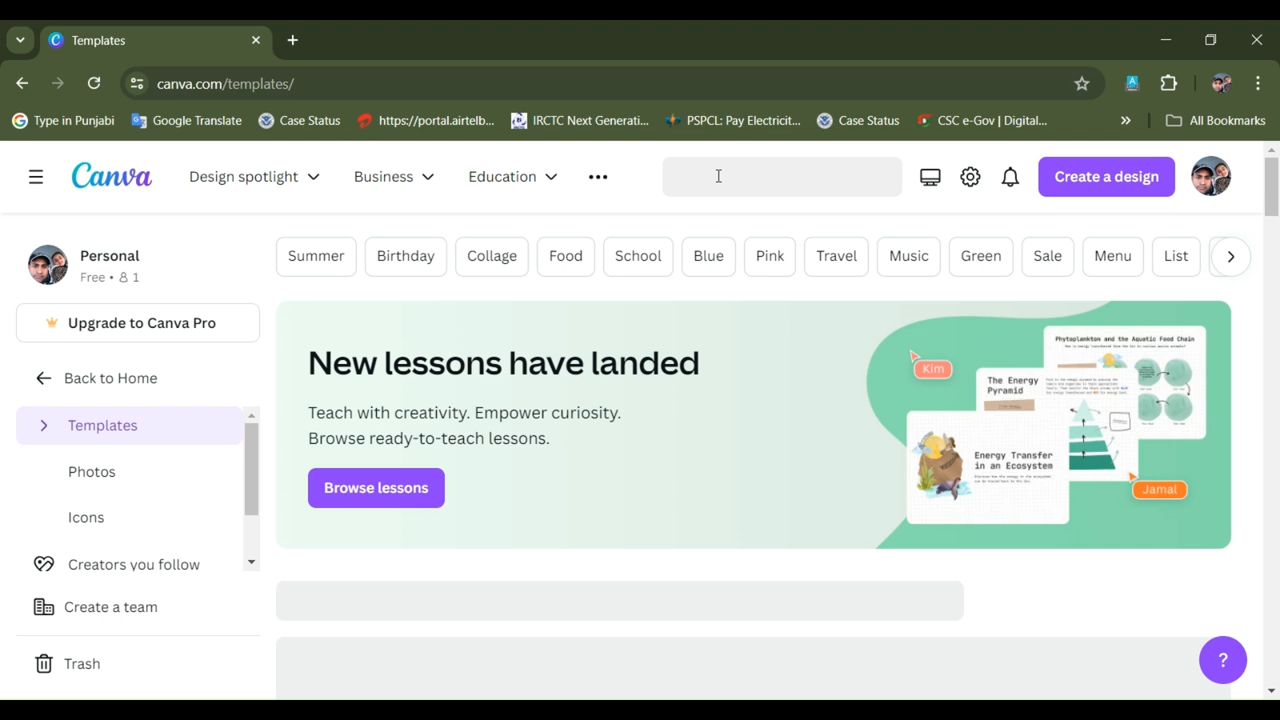 Templates
canva.com/templates/
Type in Punjabi Google Translate Case Status https://portal.airtelb... IRCTC Next Generati... PSPCL: Pay Electricit... Case Status CSC e-Gov | Digital... » All Bookmarks
Canva Design spotlight Business Education Create a design
Personal
Free • 1
Summer Birthday Collage Food School Blue Pink Travel Music Green Sale Menu List
Upgrade to Canva Pro
Back to Home
Templates
Photos
Icons
Creators you follow
Create a team
Trash
New lessons have landed
Teach with creativity. Empower curiosity.
Browse ready-to-teach lessons.
Browse lessons
Kim
Phytoplankton and the Aquatic Food Chain
The Energy
Pyramid
Energy Transfer
in an Ecosystem
Jamal
?